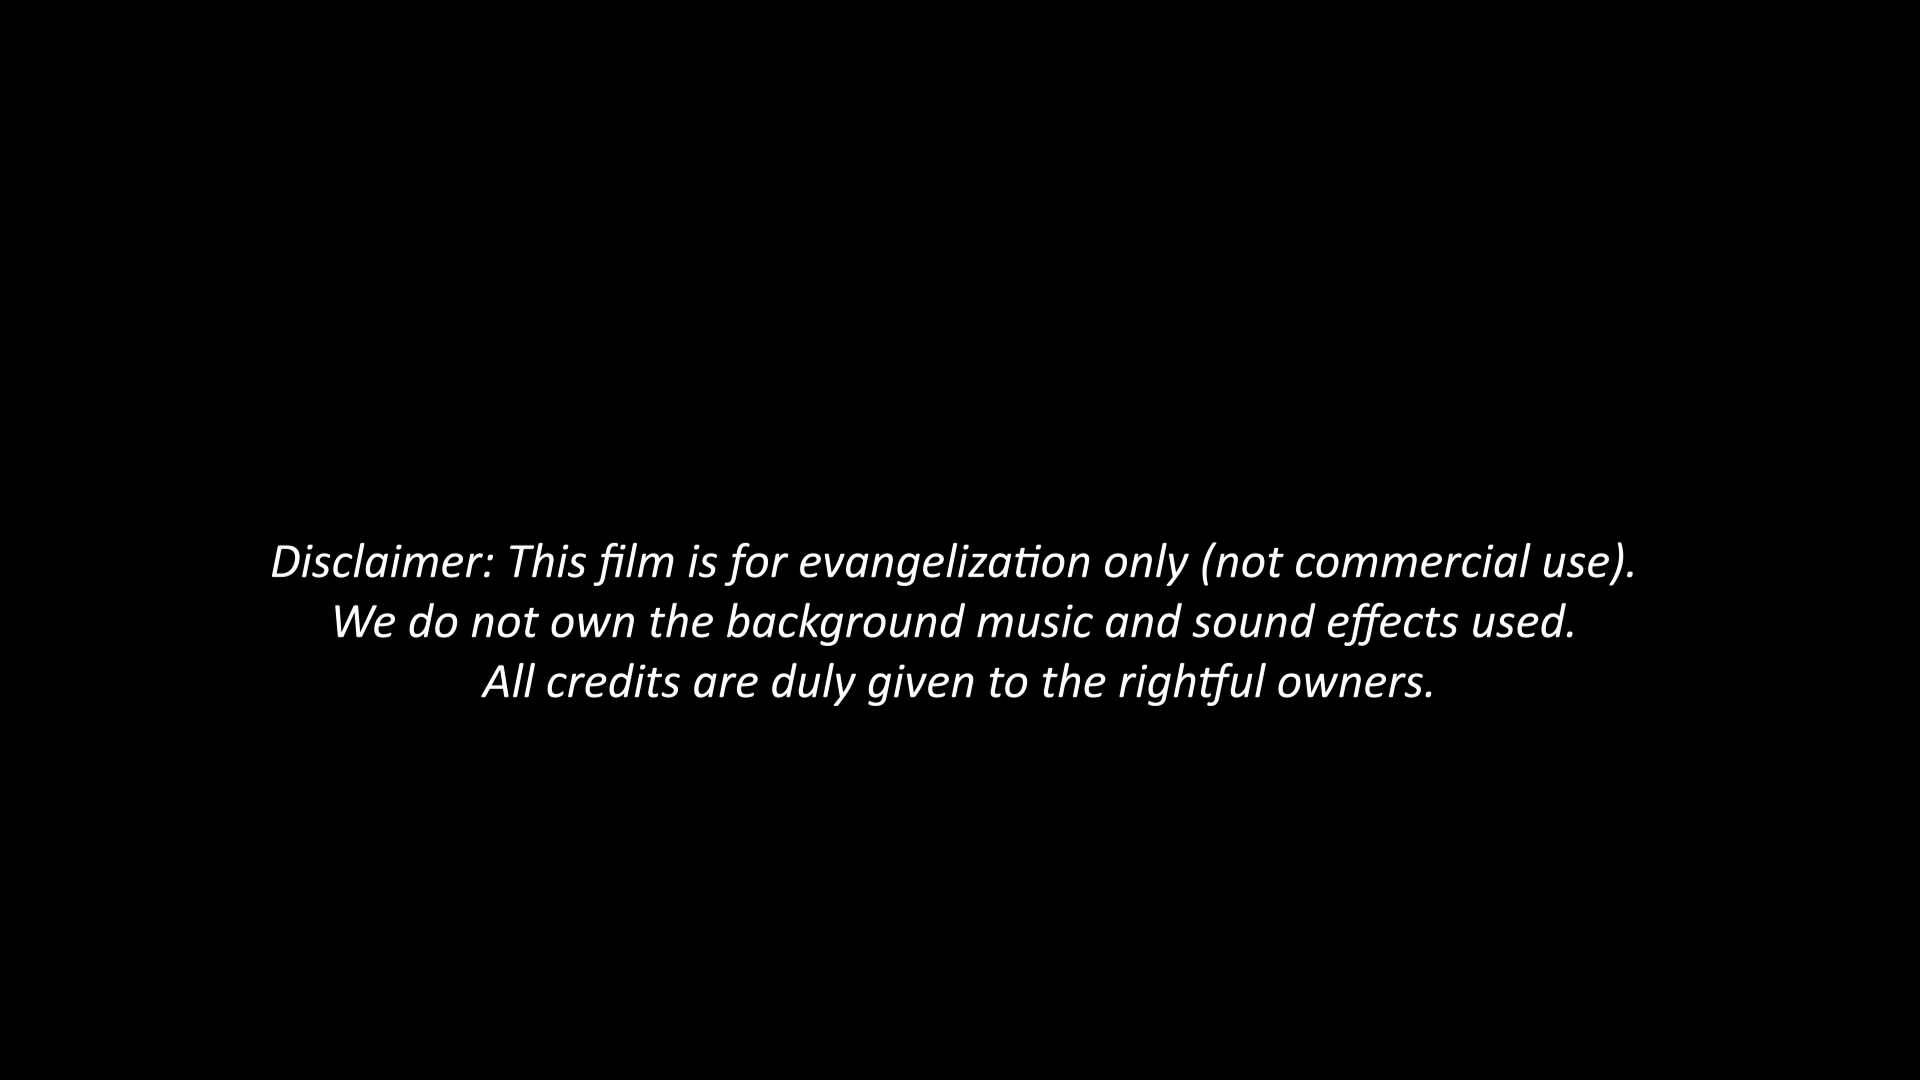 Disclaimer: This film is for evangelization only (not commercial use).
We do not own the background music and sound effects used.
All credits are duly given to the rightful owners.